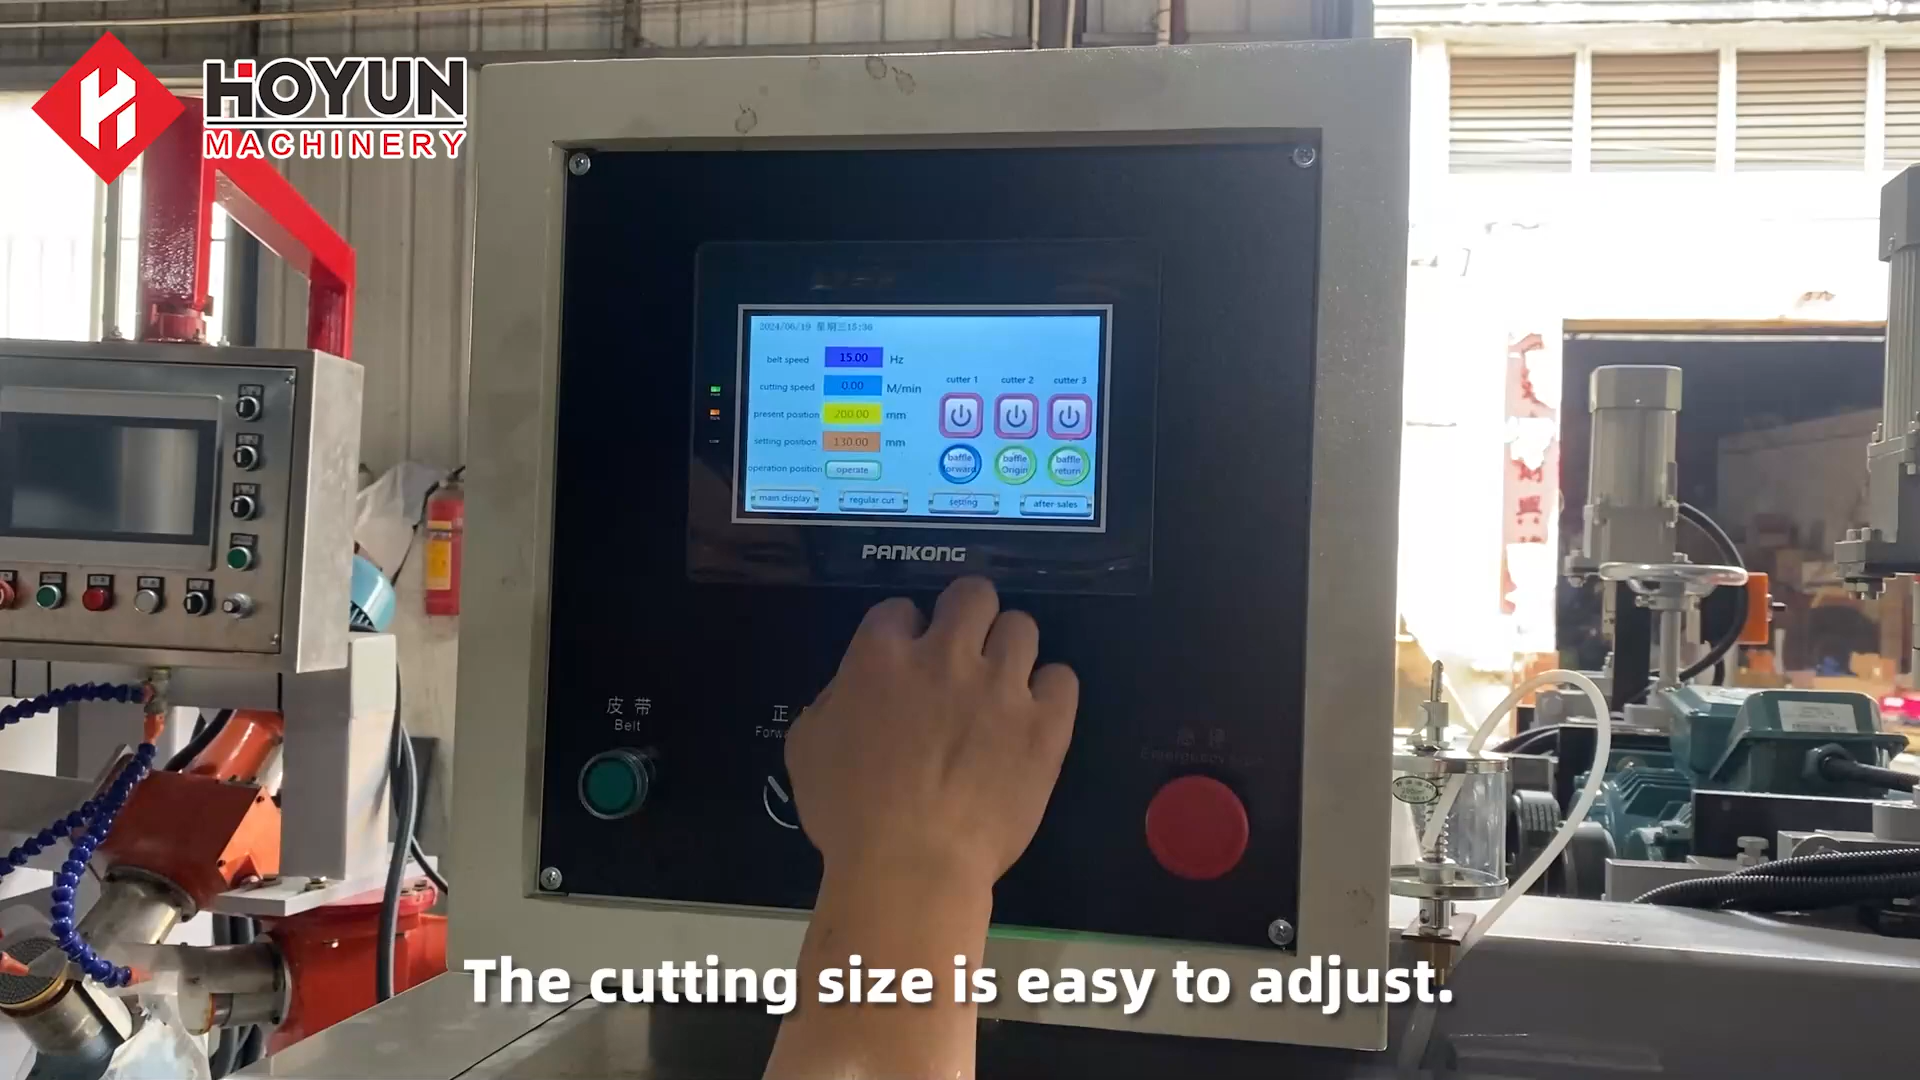 HOYUN
MACHINERY
2024/06/19 星期三15:36
belt speed 15.00 Hz
cutting speed 0.00 M/min
present position 200.00 mm
setting position 130.00 mm
operation position operate
cutter 1 cutter 2 cutter 3
baffle forward baffle Origin baffle return
main display regular cut setting after sales
PANKONG
皮带
Belt
正
Forwa
Emergency
The cutting size is easy to adjust.